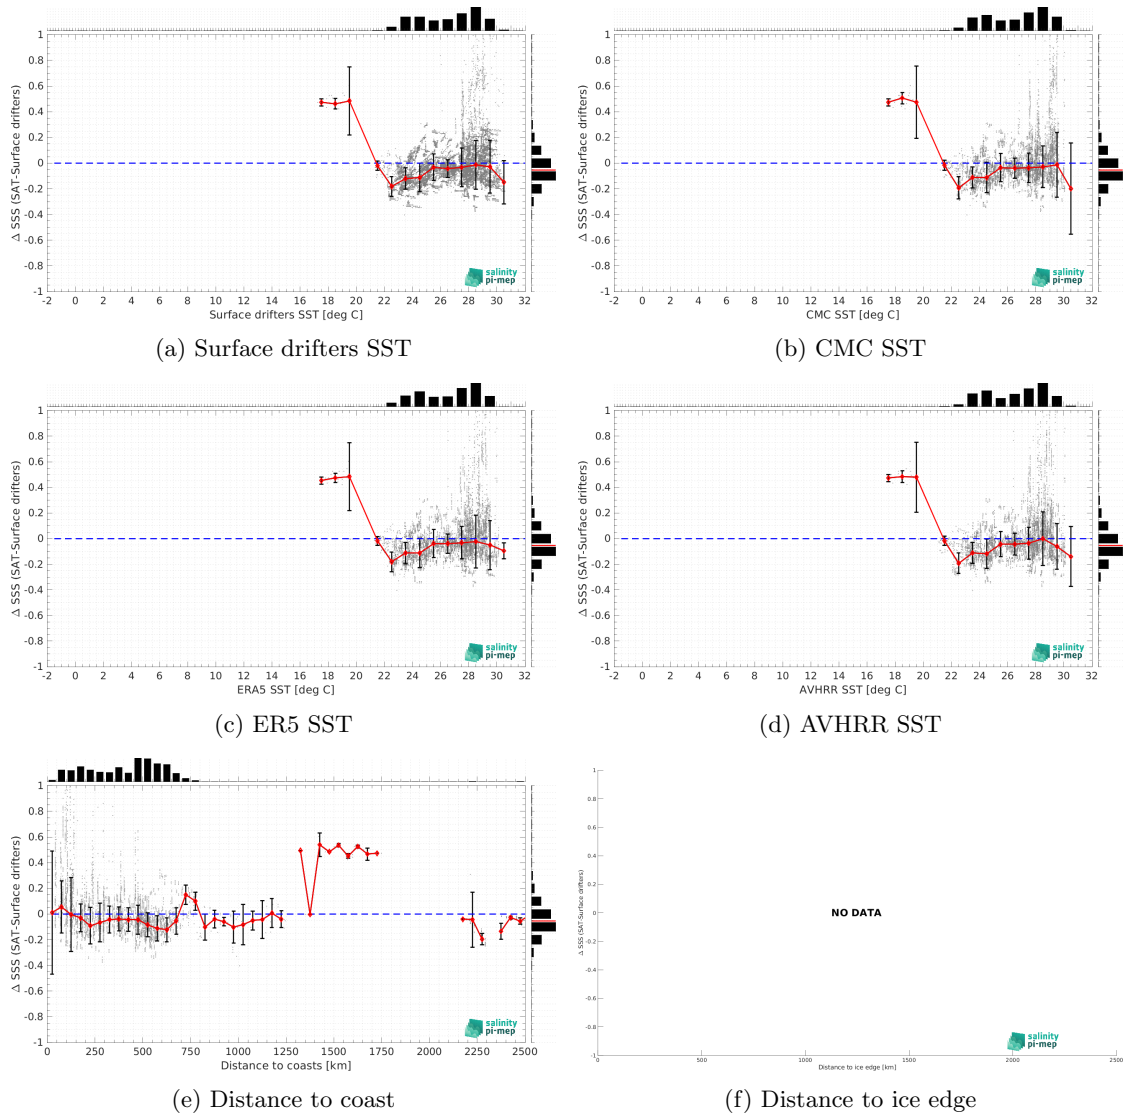 1
0.8
0.6
0.4
0.2
0
-0.2
-0.4
-0.6
-0.8
-1
Δ SSS (SAT-Surface drifters)
-2 0 2 4 6 8 10 12 14 16 18 20 22 24 26 28 30 32
Surface drifters SST [deg C]
salinity
pi-mep
(a) Surface drifters SST
1
0.8
0.6
0.4
0.2
0
-0.2
-0.4
-0.6
-0.8
-1
Δ SSS (SAT-Surface drifters)
-2 0 2 4 6 8 10 12 14 16 18 20 22 24 26 28 30 32
CMC SST [deg C]
salinity
pi-mep
(b) CMC SST
1
0.8
0.6
0.4
0.2
0
-0.2
-0.4
-0.6
-0.8
-1
Δ SSS (SAT-Surface drifters)
-2 0 2 4 6 8 10 12 14 16 18 20 22 24 26 28 30 32
ERA5 SST [deg C]
salinity
pi-mep
(c) ER5 SST
1
0.8
0.6
0.4
0.2
0
-0.2
-0.4
-0.6
-0.8
-1
Δ SSS (SAT-Surface drifters)
-2 0 2 4 6 8 10 12 14 16 18 20 22 24 26 28 30 32
AVHRR SST [deg C]
salinity
pi-mep
(d) AVHRR SST
1
0.8
0.6
0.4
0.2
0
-0.2
-0.4
-0.6
-0.8
-1
Δ SSS (SAT-Surface drifters)
0 250 500 750 1000 1250 1500 1750 2000 2250 2500
Distance to coasts [km]
salinity
pi-mep
(e) Distance to coast
1
0.8
0.6
0.4
0.2
0
-0.2
-0.4
-0.6
-0.8
-1
Δ SSS (SAT-Surface drifters)
NO DATA
0 500 1000 1500 2000 2500
Distance to ice edge [km]
salinity
pi-mep
(f) Distance to ice edge